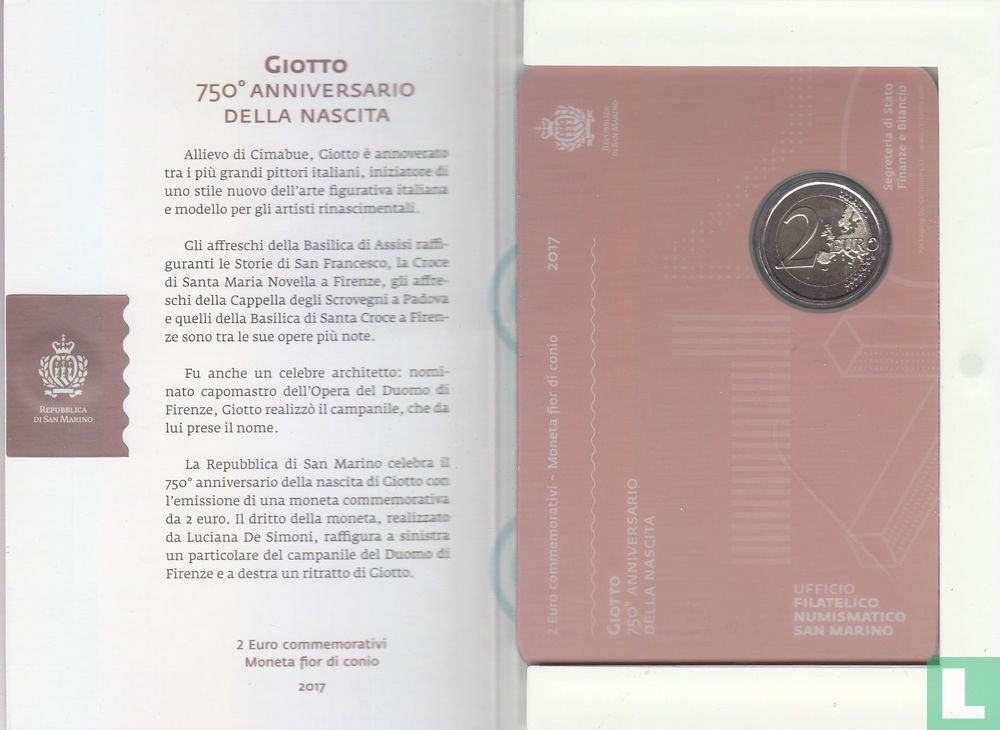 GIOTTO
750° ANNIVERSARIO
DELLA NASCITA
Allievo di Cimabue, Giotto è annoverato
tra i più grandi pittori italiani, iniziatore di
uno stile nuovo dell'arte figurativa italiana
e modello per gli artisti rinascimentali.
Gli affreschi della Basilica di Assisi raffi-
guranti le Storie di San Francesco, la Croce
di Santa Maria Novella a Firenze, gli affre-
schi della Cappella degli Scrovegni a Padova
e quelli della Basilica di Santa Croce a Firen-
ze sono tra le sue opere più note.
Fu anche un celebre architetto: nomi-
nato capomastro dell'Opera del Duomo di
Firenze, Giotto realizzò il campanile, che da
lui prese il nome.
La Repubblica di San Marino celebra il
750° anniversario della nascita di Giotto con
l'emissione di una moneta commemorativa
da 2 euro. Il dritto della moneta, realizzato
da Luciana De Simoni, raffigura a sinistra
un particolare del campanile del Duomo di
Firenze e a destra un ritratto di Giotto.
2 Euro commemorativi
Moneta fior di conio
2017
REPUBBLICA
DI SAN MARINO
REPUBBLICA
DI SAN MARINO
Segreteria di Stato
Finanze e Bilancio
2 EURO
2 Euro commemorativi - Moneta fior di conio 2017
GIOTTO
750° ANNIVERSARIO
DELLA NASCITA
UFFICIO
FILATELICO
NUMISMATICO
SAN MARINO
L